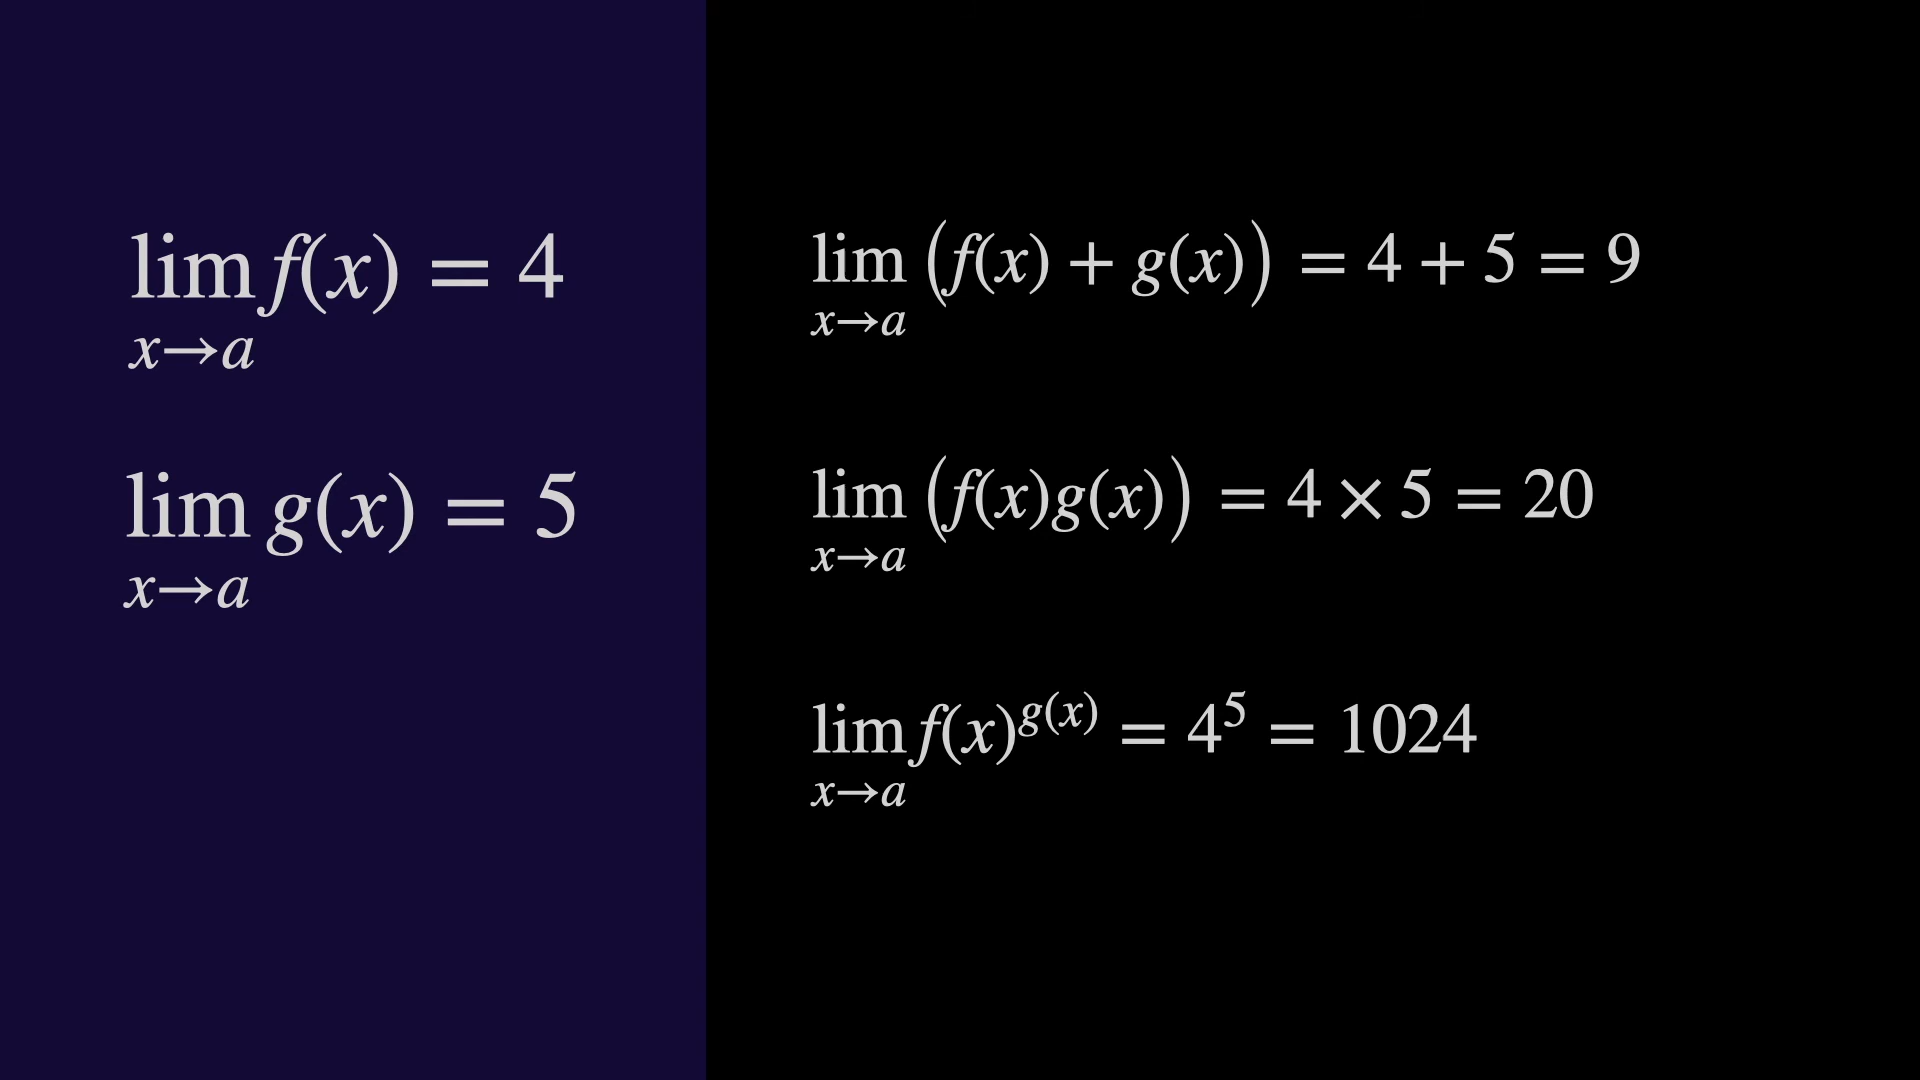 lim f(x) = 4
x→a
lim g(x) = 5
x→a
lim (f(x) + g(x)) = 4 + 5 = 9
x→a
lim (f(x)g(x)) = 4 × 5 = 20
x→a
lim f(x)^{g(x)} = 4^5 = 1024
x→a